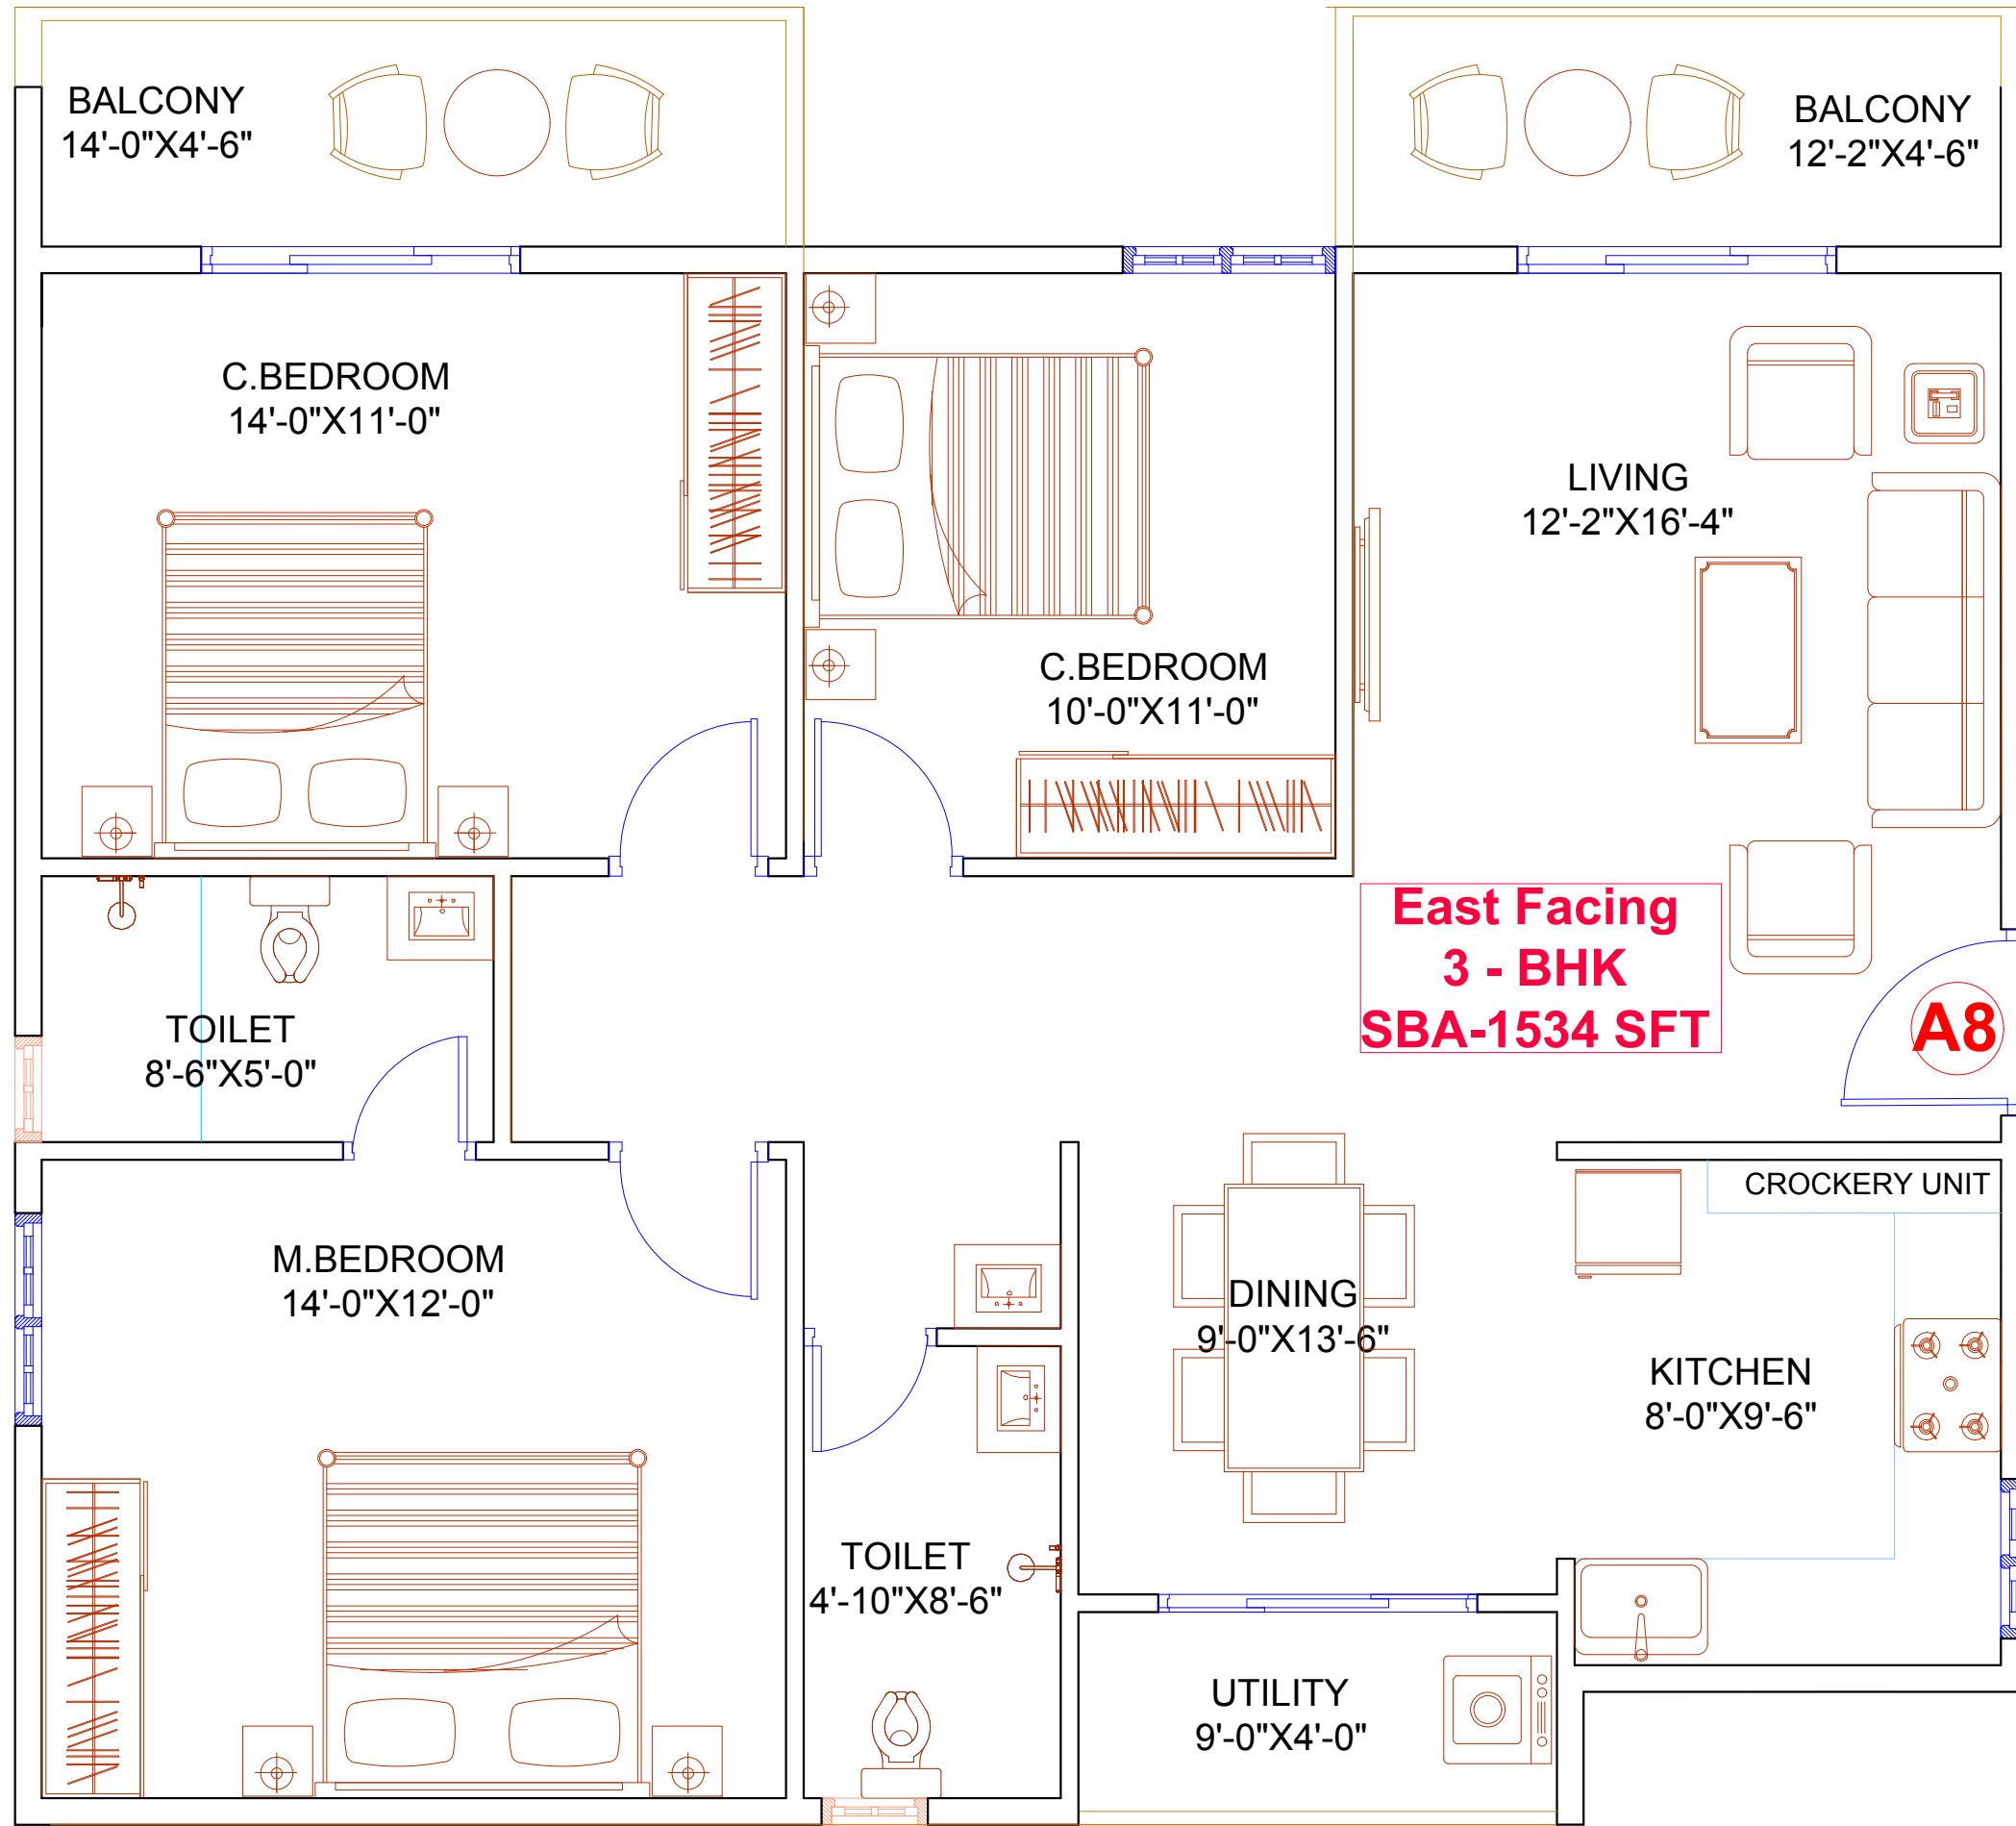 BALCONY
14'-0"X4'-6"
BALCONY
12'-2"X4'-6"
C.BEDROOM
14'-0"X11'-0"
LIVING
12'-2"X16'-4"
C.BEDROOM
10'-0"X11'-0"
East Facing
3 - BHK
SBA-1534 SFT
A8
TOILET
8'-6"X5'-0"
CROCKERY UNIT
M.BEDROOM
14'-0"X12'-0"
DINING
9'-0"X13'-6"
KITCHEN
8'-0"X9'-6"
TOILET
4'-10"X8'-6"
UTILITY
9'-0"X4'-0"